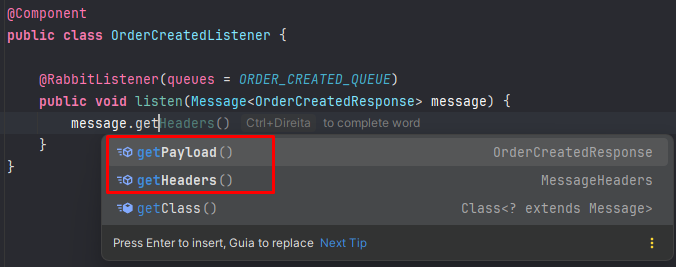 @Component
public class OrderCreatedListener {
@RabbitListener(queues = ORDER_CREATED_QUEUE)
public void listen(Message<OrderCreatedResponse> message) {
message.getHeaders() Ctrl+Direita to complete word
getPayload() OrderCreatedResponse
getHeaders() MessageHeaders
getClass() Class<? extends Message>
}
}
Press Enter to insert, Guia to replace Next Tip